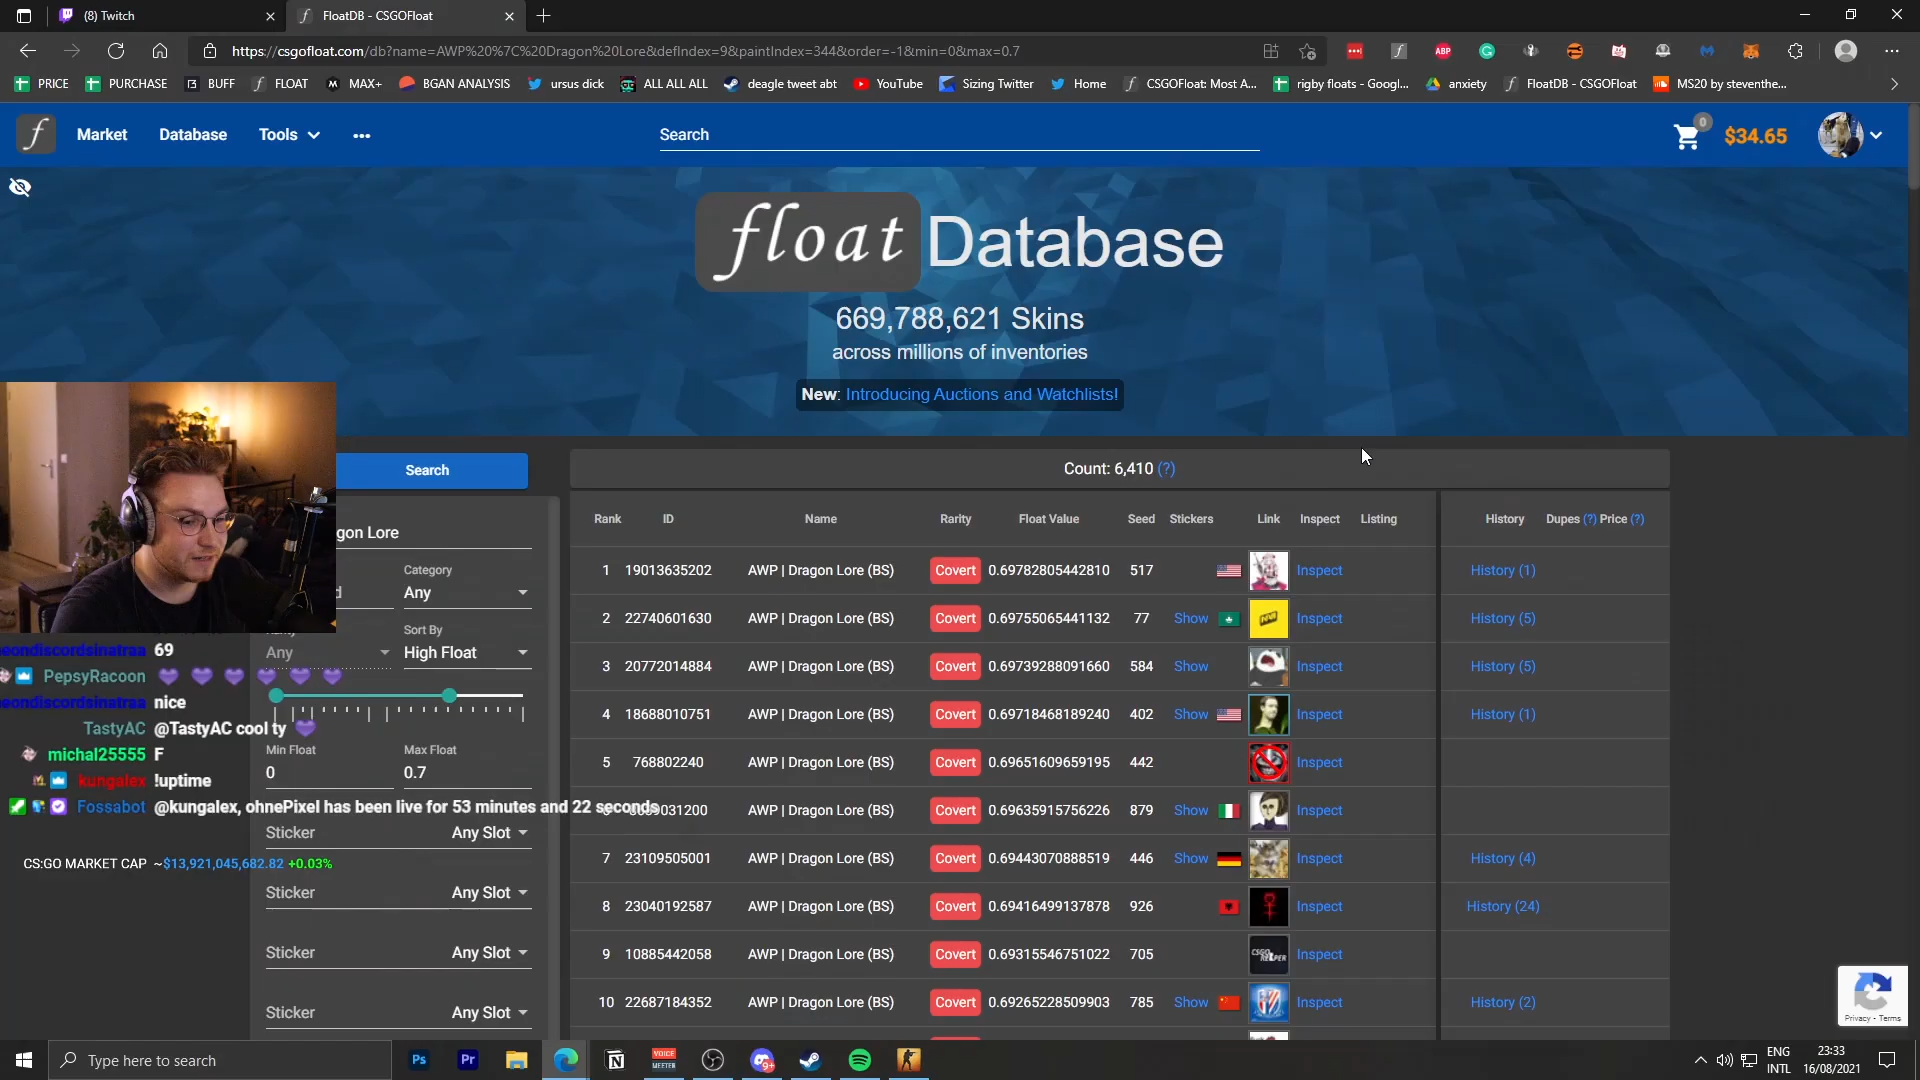 (8) Twitch
FloatDB - CSGOFloat
https://csgofloat.com/db?name=AWP%20%7C%20Dragon%20Lore&defIndex=9&paintIndex=344&order=-1&min=0&max=0.7
ABP
PRICE
PURCHASE
BUFF
FLOAT
MAX+
BGAN ANALYSIS
ursus dick
ALL ALL ALL
deagle tweet abt
YouTube
Sizing Twitter
Home
CSGOFloat: Most A...
rigby floats - Googl...
anxiety
FloatDB - CSGOFloat
MS20 by steventhe...
f Market Database Tools
Search
0
$34.65
float Database
669,788,621 Skins
across millions of inventories
New: Introducing Auctions and Watchlists!
Search
gon Lore
Category
Any
Any
Sort By
High Float
Min Float
0
Max Float
0.7
Sticker Any Slot
Sticker Any Slot
Sticker Any Slot
Sticker Any Slot
Count: 6,410 (?)
Rank ID Name Rarity Float Value Seed Stickers Link Inspect Listing History Dupes (?) Price (?)
1 19013635202 AWP | Dragon Lore (BS) Covert 0.69782805442810 517 Inspect History (1)
2 22740601630 AWP | Dragon Lore (BS) Covert 0.69755065441132 77 Show Inspect History (5)
3 20772014884 AWP | Dragon Lore (BS) Covert 0.69739288091660 584 Show Inspect History (5)
4 18688010751 AWP | Dragon Lore (BS) Covert 0.69718468189240 402 Show Inspect History (1)
5 768802240 AWP | Dragon Lore (BS) Covert 0.69651609659195 442 Inspect
AWP | Dragon Lore (BS) Covert 0.69635915756226 879 Show Inspect
7 23109505001 AWP | Dragon Lore (BS) Covert 0.69443070888519 446 Show Inspect History (4)
8 23040192587 AWP | Dragon Lore (BS) Covert 0.69416499137878 926 Inspect History (24)
9 10885442058 AWP | Dragon Lore (BS) Covert 0.69315546751022 705 Inspect
10 22687184352 AWP | Dragon Lore (BS) Covert 0.69265228509903 785 Show Inspect History (2)
eondiscordsinatraa 69
PepsyRacoon
eondiscordsinatraa nice
TastyAC @TastyAC cool ty
michal25555 F
kungalex !uptime
Fossabot @kungalex, ohnePixel has been live for 53 minutes and 22 seconds
CS:GO MARKET CAP ~$13,921,045,682.82 +0.03%
Privacy - Terms
Type here to search
Ps
Pr
VOICE
MEETER
9+
ENG
INTL
23:33
16/08/2021